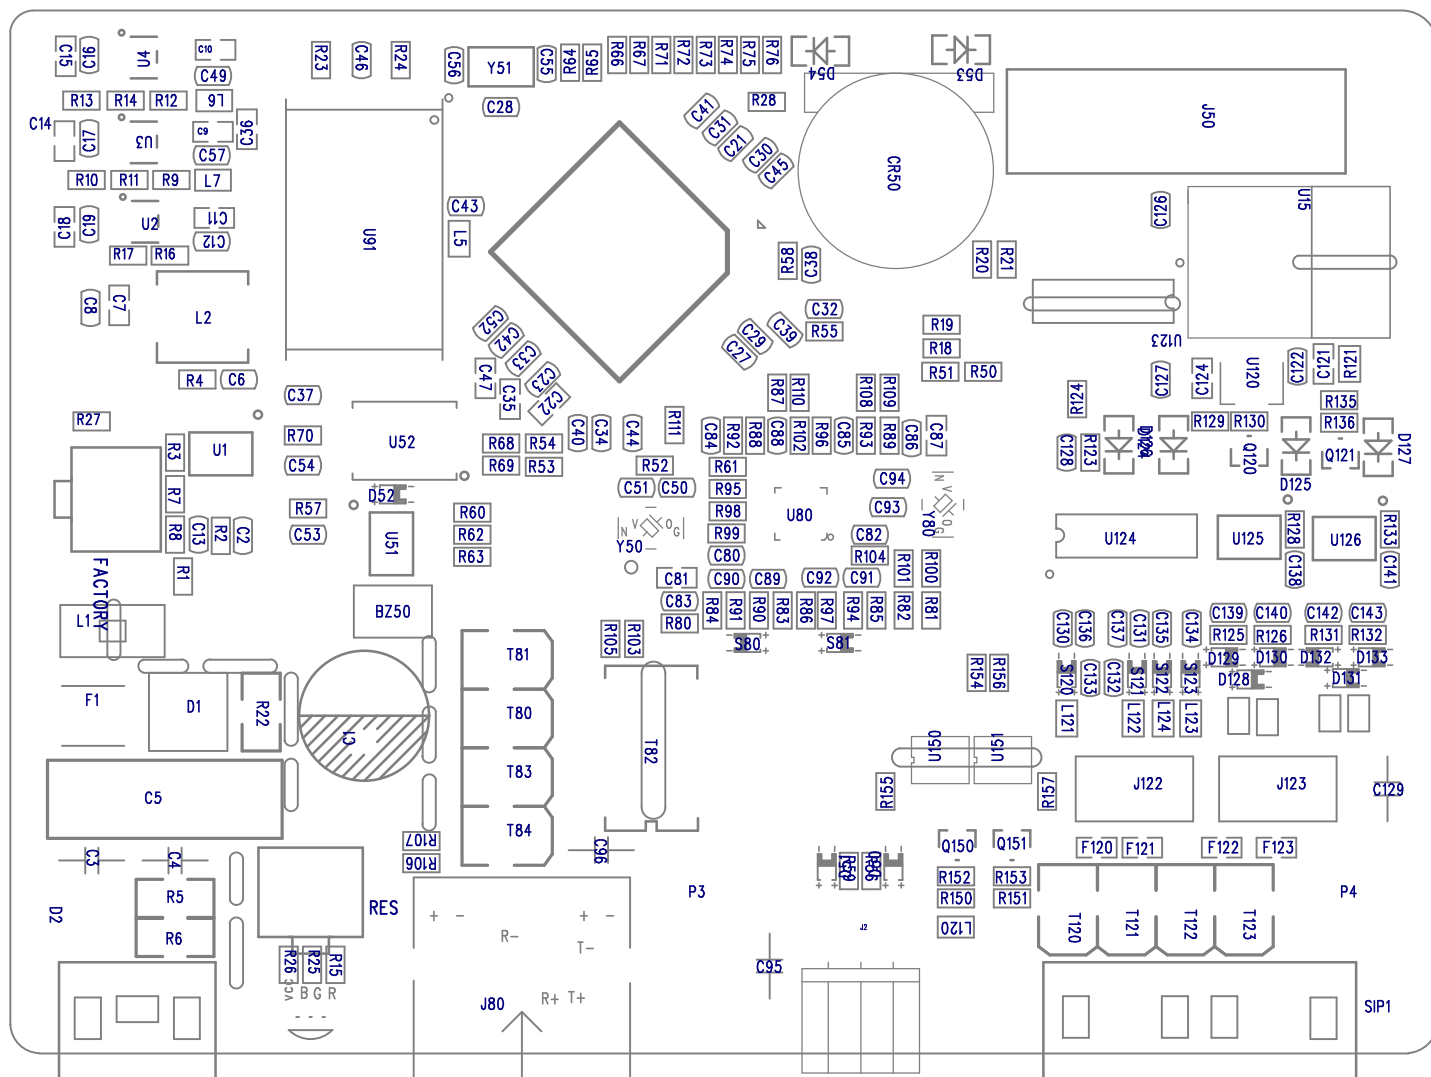 C15 C16 U4 C10 R23 C46 R24 C56 Y51 C55 R64 R65 R66 R67 R71 R72 R73 R74 R75 R76 D54 D53
C49
R13 R14 R12 L6 C28 R28 J50
C14 C17 U3 C9 C36 C41 C31 C21 C30 C45
C57
R10 R11 R9 L7 CR50
C18 C19 U2 C11 C12 C43 C126 U15
R17 R16 U91 L5 R58 C38 R20 R21
C8 C7 L2 C52 C42 C33 C23 C22 C32 R55 C39 C29 C27 R19 R18 U123
R4 C6 C37 C47 C35 R51 R50 C127 C124 U120 C122 C121 R121
R87 R110 R108 R109 R124 R135
R27 R3 U1 R70 U52 R68 R54 C40 C34 C44 R111 C84 R92 R88 C88 R102 R96 C85 R93 R89 C86 C87 R129 R130 R136 D127
C54 R69 R53 R52 R61 C128 R123 Q120 Q121 D125
C51 C50 R95 C94 N V O G Y80
R7 D52 R57 R60 R98 U80 C93
R8 C13 R2 C2 C53 U51 R62 N V O G R99 C82 U124 U125 R128 U126 R133
Y50 R63 C80 R104 R101 R100
FACTORY R1 C81 C90 C89 C92 C91 C138 C141
L1 BZ50 C83 R84 R91 R90 R83 R86 R97 R94 R85 R82 R81 C130 C136 C137 C131 C135 C134 C139 C140 C142 C143
R80 R125 R126 R131 R132
R105 R103 S80 S81
T81 R154 R156 S120 C133 C132 S121 S122 S123 D129 D130 D132 D133
D128 D131
F1 D1 R22 T80 L121 L122 L124 L123
C1 T82 U150 U151
T83 J122 J123 C129
C5 R155 R157
T84 R107 F120 F121 F122 F123
C3 C4 R106 C96 Q150 Q151
R152 R153
R5 P3 R150 R151 P4
D2 RES + - + - J2
R6 R- T- L120 T120 T121 T122 T123
R26 R25 R15 C95
VCC B G R
- - - J80 R+ T+ SIP1